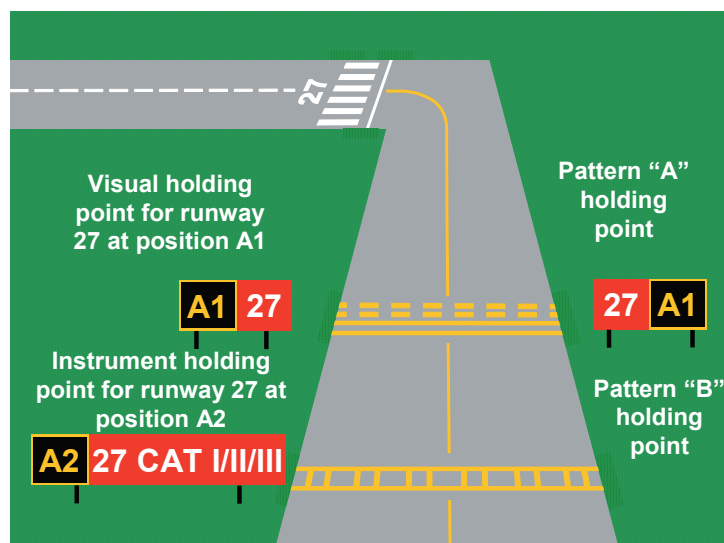 27
Visual holding
point for runway
27 at position A1
Pattern “A”
holding
point
A1 27
27 A1
Instrument holding
point for runway 27 at
position A2
Pattern “B”
holding
point
A2 27 CAT I/II/III